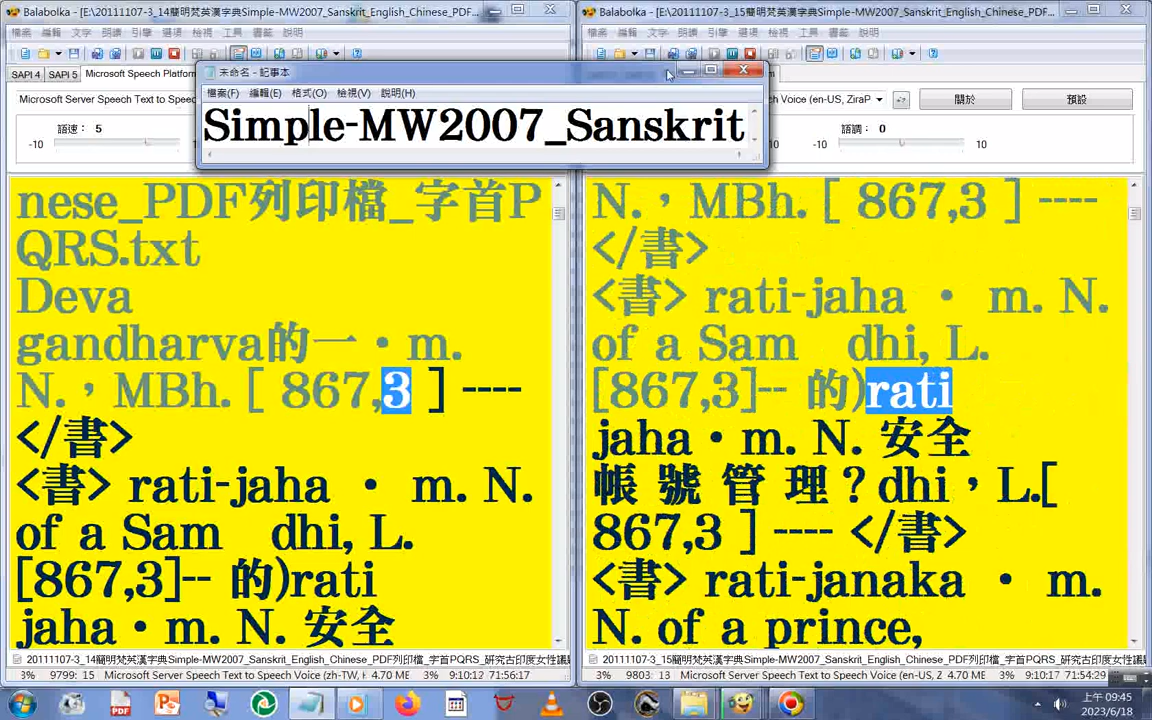 Balabolka - [E:\20111107-3_14簡明梵英漢字典Simple-MW2007_Sanskrit_English_Chinese_PDF...
檔案 編輯 文字 朗讀 引擎 選項 檢視 工具 書籤 說明
SAPI 4 SAPI 5 Microsoft Speech Platform
Microsoft Server Speech Text to Spee
語速： 5
-10
nese_PDF列印檔_字首P
QRS.txt
Deva
gandharva的一・m.
N.，MBh. [ 867,3 ] ----
</書>
<書> rati-jaha ・ m. N.
of a Sam dhi, L.
[867,3]-- 的)rati
jaha・m. N. 安全
20111107-3_14簡明梵英漢字典Simple-MW2007_Sanskrit_English_Chinese_PDF列印檔_字首PQRS_研究古印度女性議
3% 9799: 15 Microsoft Server Speech Text to Speech Voice (zh-TW, H 4.70 ME 3% 9:10:12 71:56:17
未命名 - 記事本
檔案(F) 編輯(E) 格式(O) 檢視(V) 說明(H)
Simple-MW2007_Sanskrit
Balabolka - [E:\20111107-3_15簡明梵英漢字典Simple-MW2007_Sanskrit_English_Chinese_PDF...
檔案 編輯 文字 朗讀 引擎 選項 檢視 工具 書籤 說明
Voice (en-US, ZiraP 關於 預設
語調： 0
-10 10
N.，MBh. [ 867,3 ] ----
</書>
<書> rati-jaha ・ m. N.
of a Sam dhi, L.
[867,3]-- 的)rati
jaha・m. N. 安全
帳 號 管 理？dhi，L.[
867,3 ] ---- </書>
<書> rati-janaka ・ m.
N. of a prince,
20111107-3_15簡明梵英漢字典Simple-MW2007_Sanskrit_English_Chinese_PDF列印檔_字首PQRS_研究古印度女性議
3% 9803: 13 Microsoft Server Speech Text to Speech Voice (en-US, Z 4.70 ME 3% 9:10:12 71:54:29
上午 09:45
2023/6/18